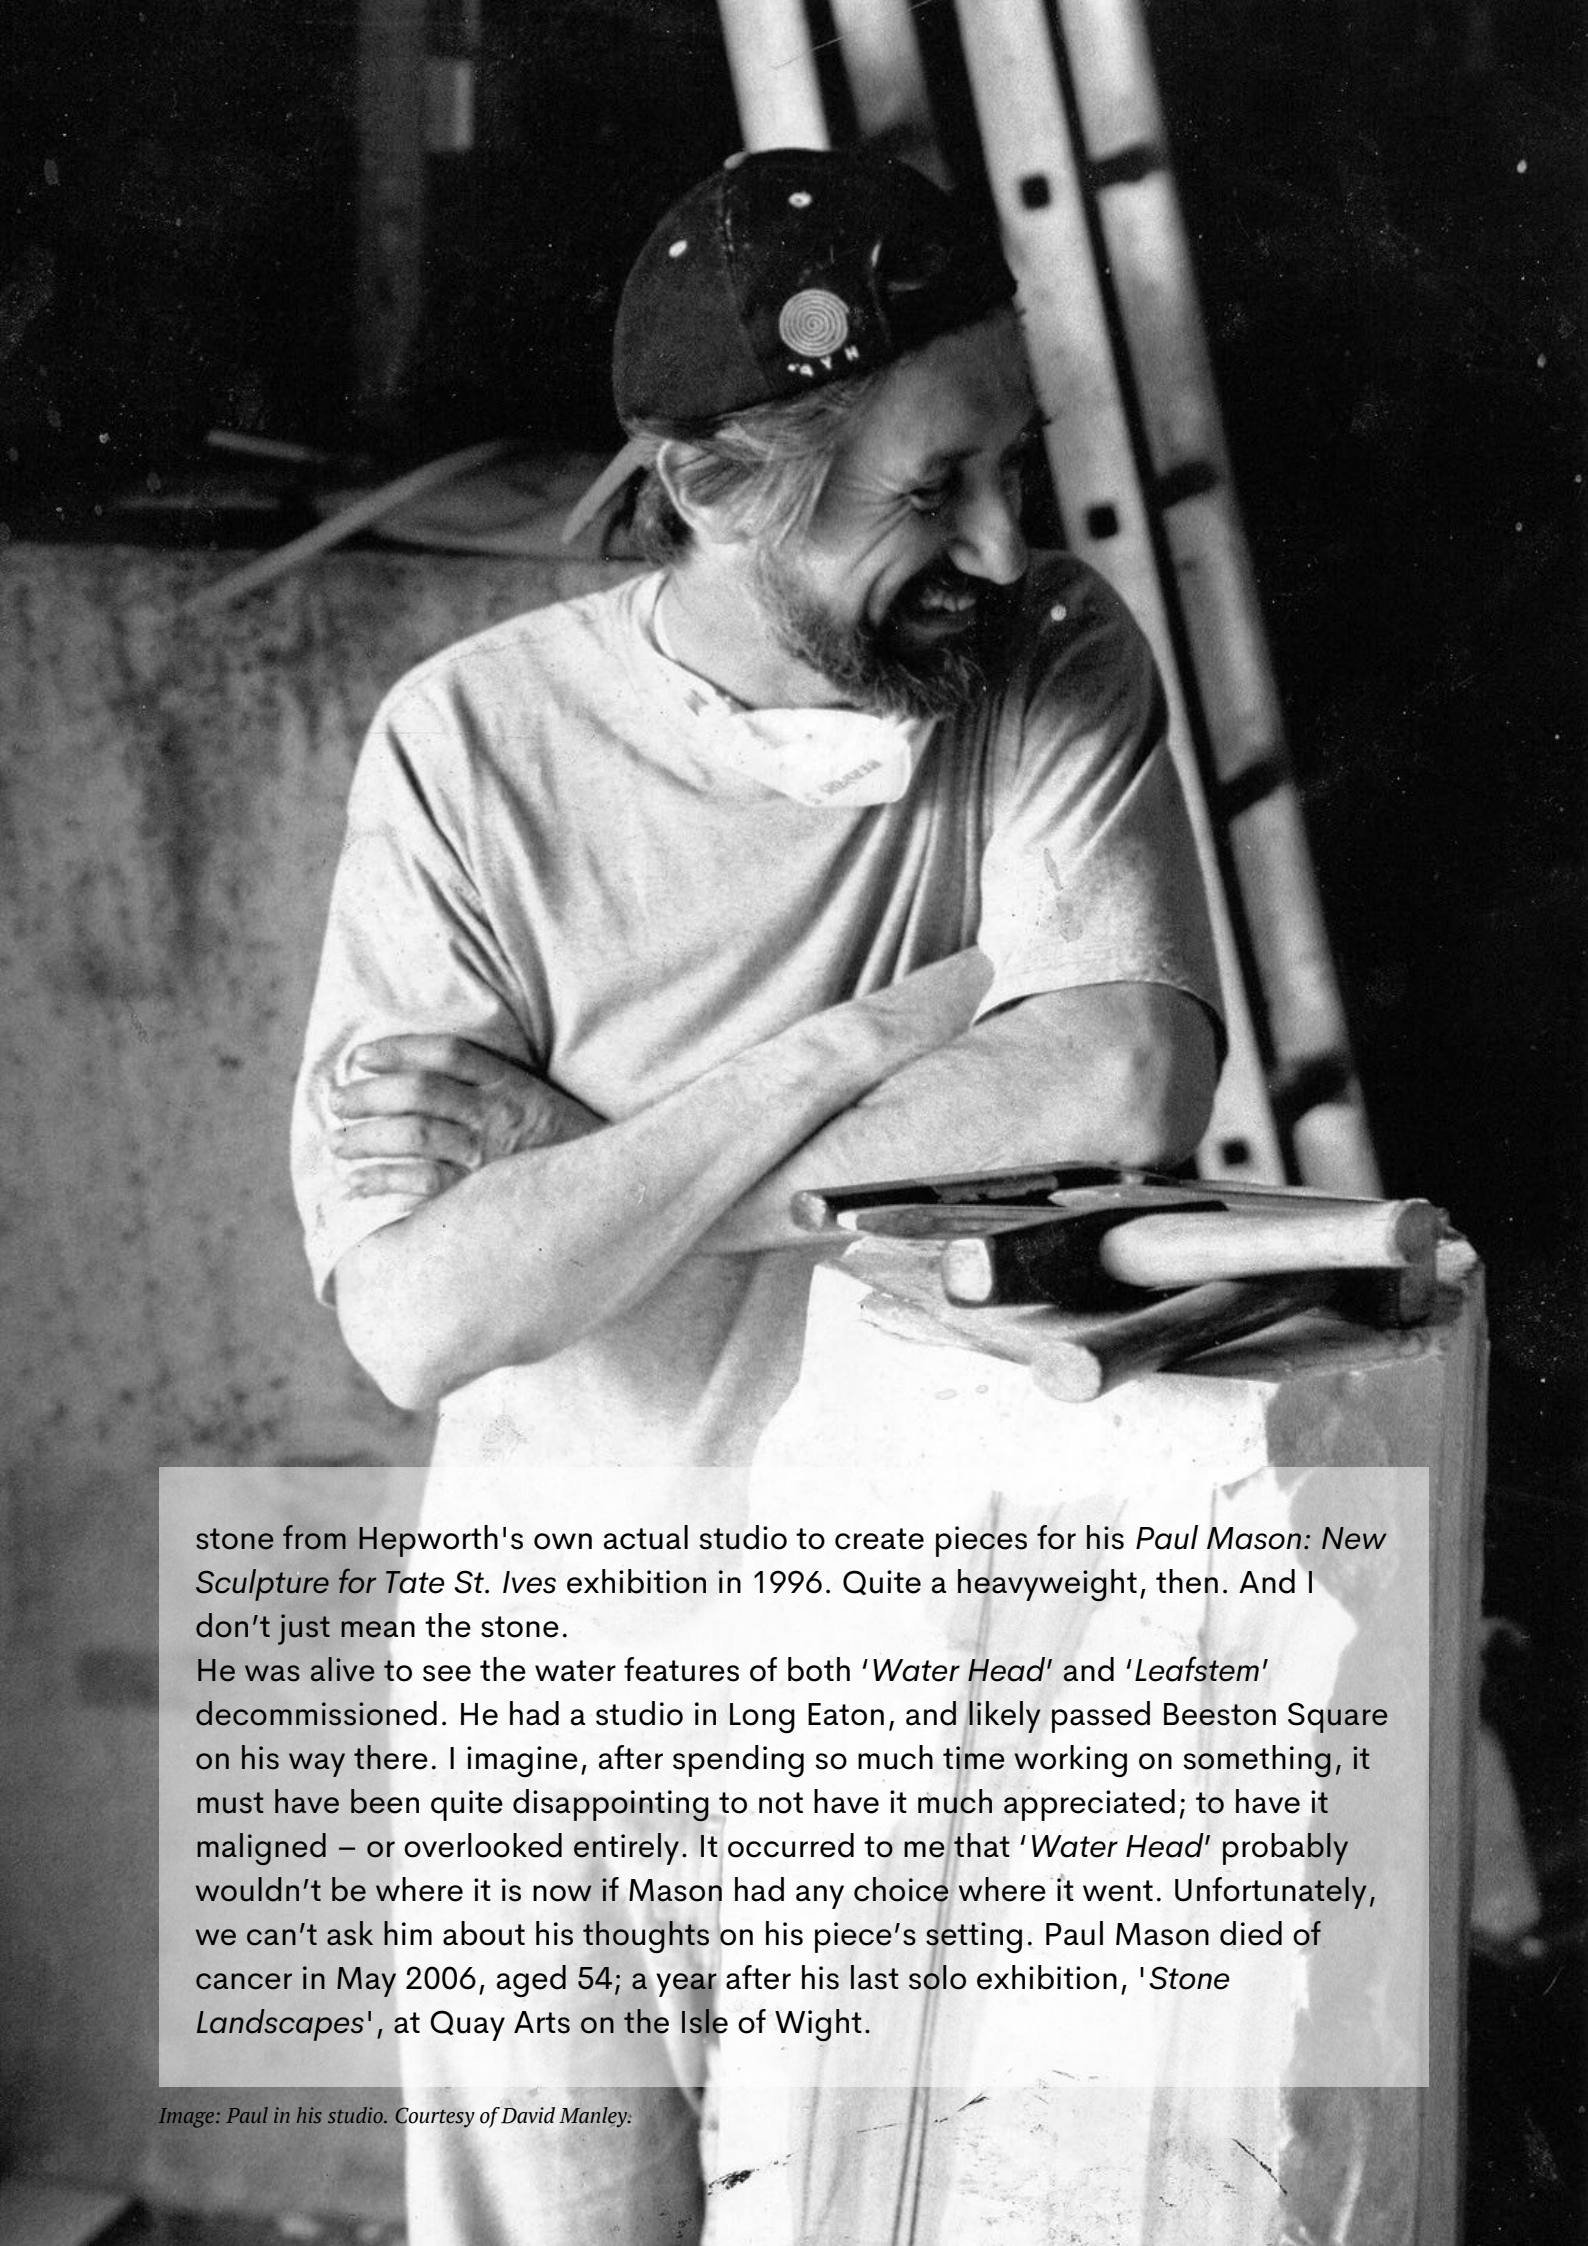 stone from Hepworth's own actual studio to create pieces for his Paul Mason: New
Sculpture for Tate St. Ives exhibition in 1996. Quite a heavyweight, then. And I
don’t just mean the stone.
He was alive to see the water features of both ‘Water Head’ and ‘Leafstem’
decommissioned. He had a studio in Long Eaton, and likely passed Beeston Square
on his way there. I imagine, after spending so much time working on something, it
must have been quite disappointing to not have it much appreciated; to have it
maligned – or overlooked entirely. It occurred to me that ‘Water Head’ probably
wouldn’t be where it is now if Mason had any choice where it went. Unfortunately,
we can’t ask him about his thoughts on his piece’s setting. Paul Mason died of
cancer in May 2006, aged 54; a year after his last solo exhibition, 'Stone
Landscapes', at Quay Arts on the Isle of Wight.
Image: Paul in his studio. Courtesy of David Manley.